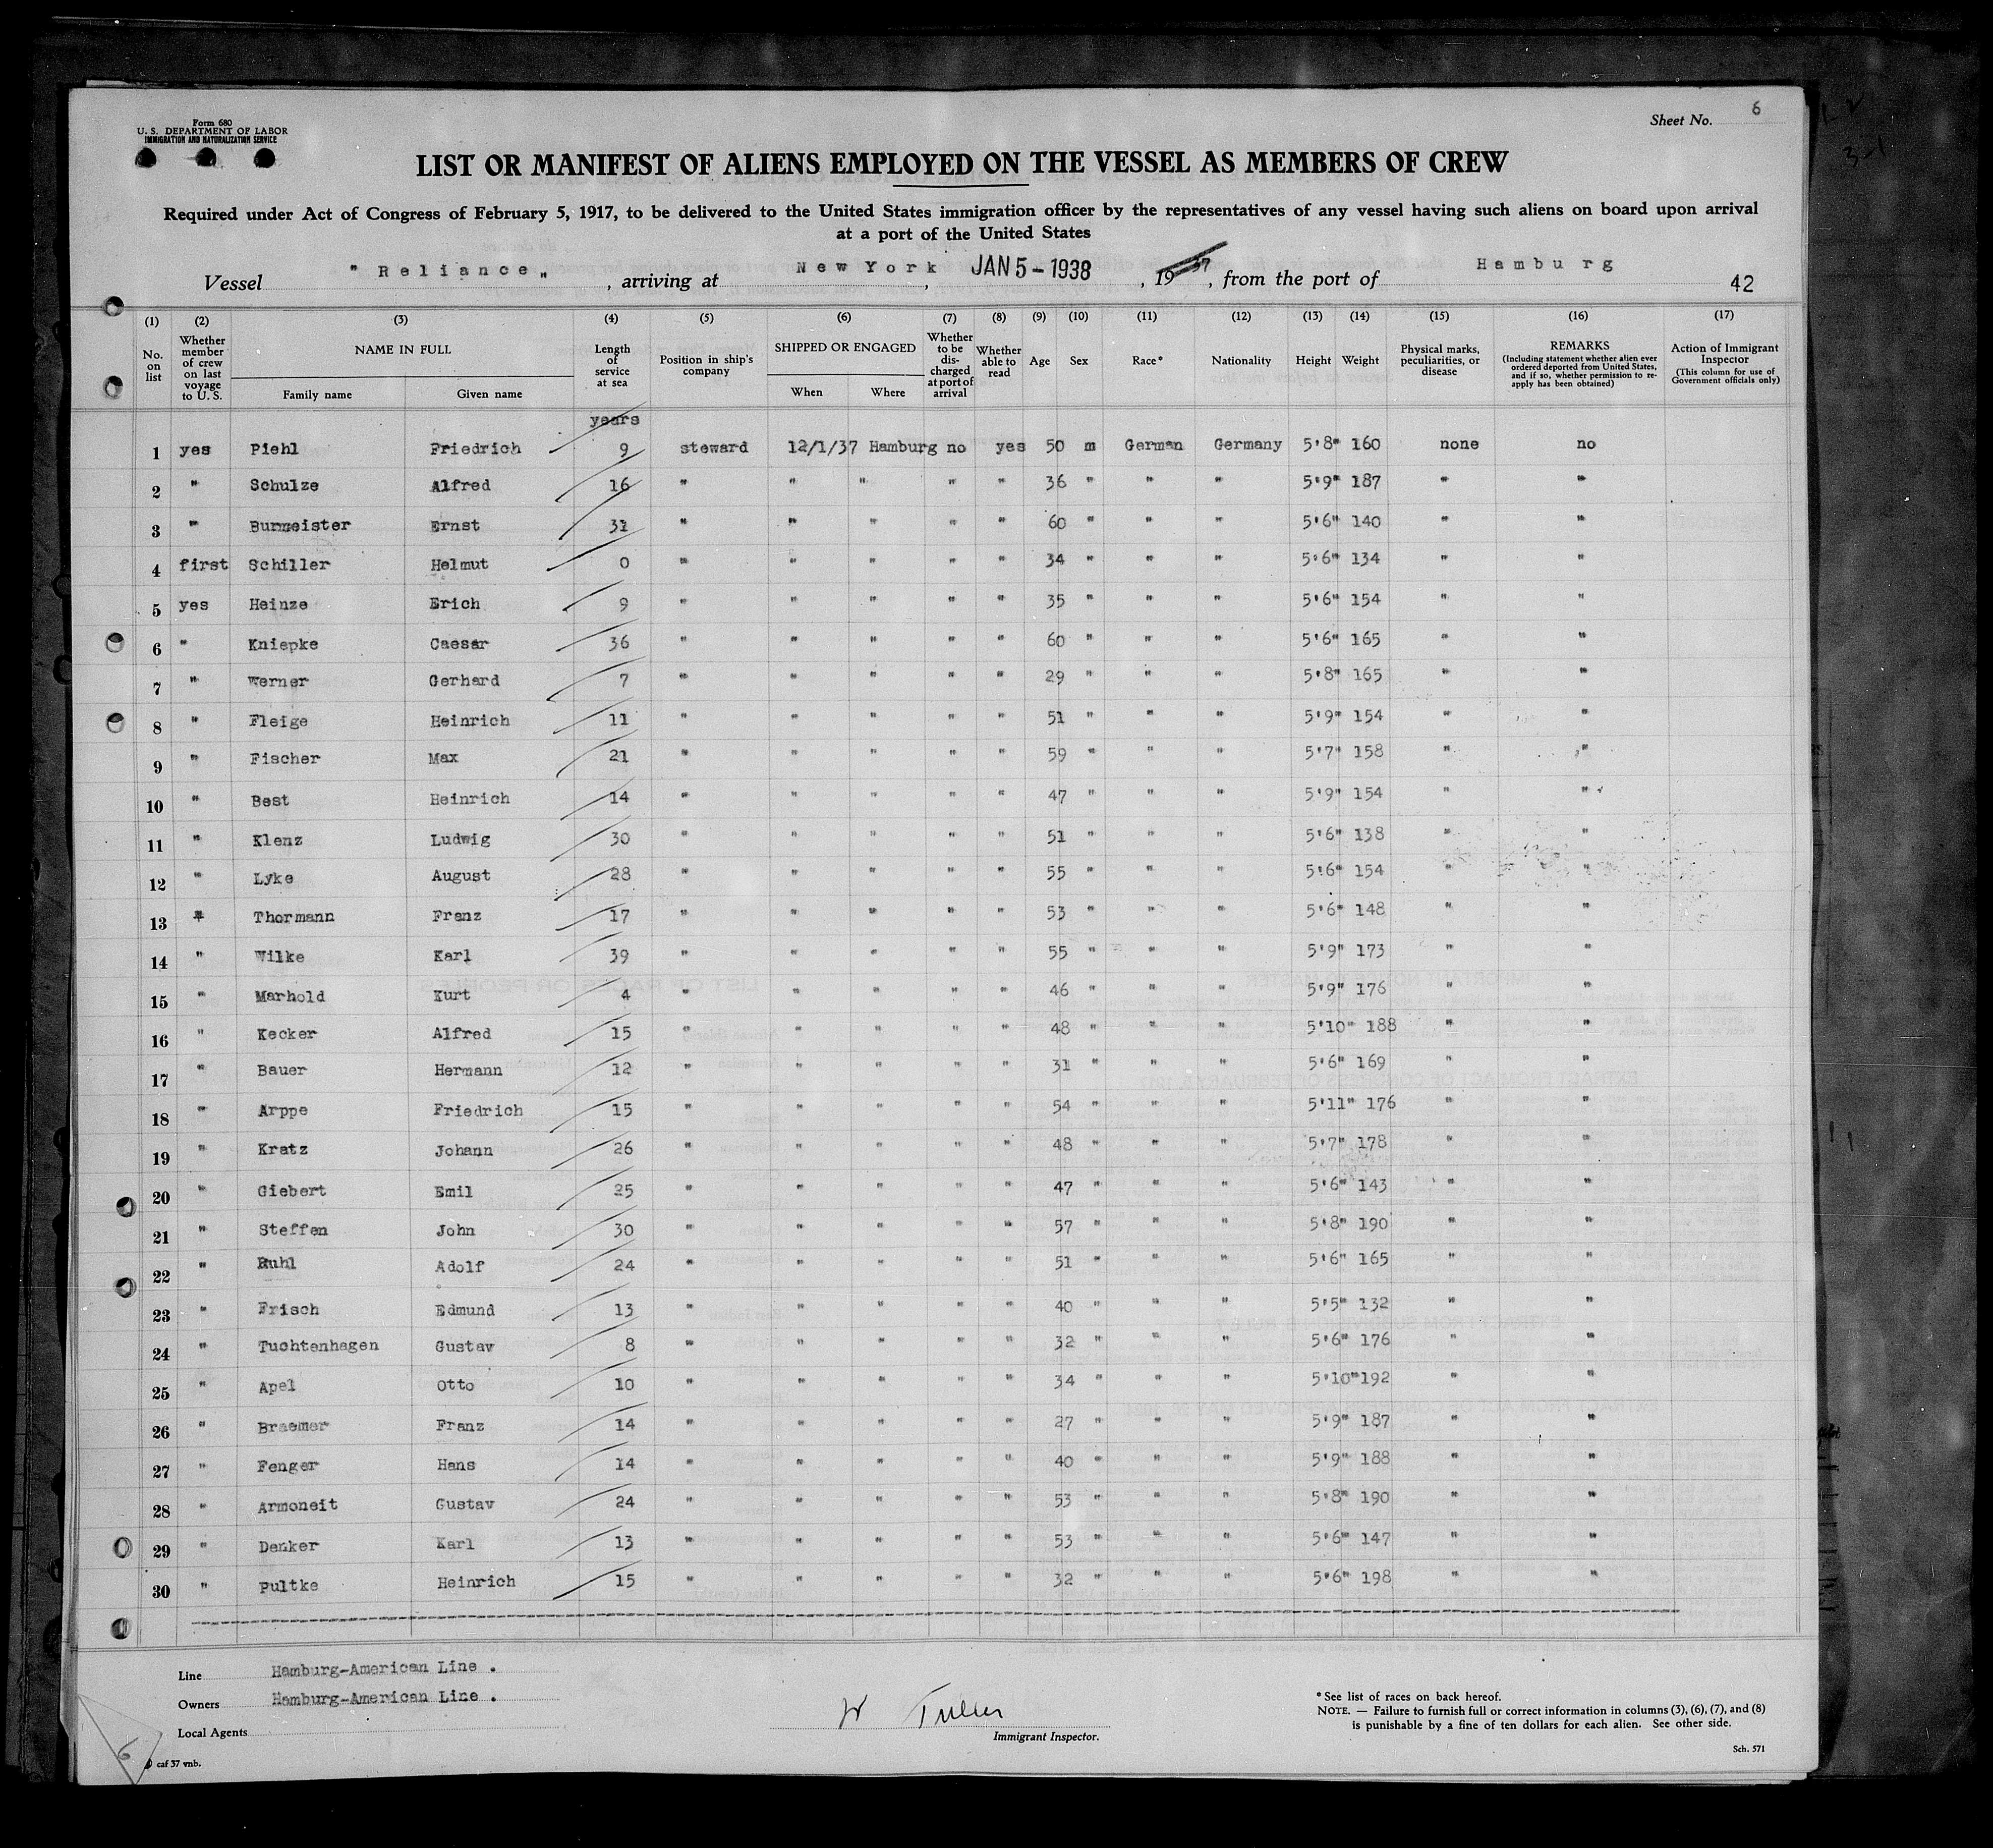 Form 680
U. S. DEPARTMENT OF LABOR
IMMIGRATION AND NATURALIZATION SERVICE
Sheet No. 6
LIST OR MANIFEST OF ALIENS EMPLOYED ON THE VESSEL AS MEMBERS OF CREW
Required under Act of Congress of February 5, 1917, to be delivered to the United States immigration officer by the representatives of any vessel having such aliens on board upon arrival
at a port of the United States
Vessel " Reliance " , arriving at New York , JAN 5 - 1938 , 1937 , from the port of Hamburg 42
(1) (2) (3) (4) (5) (6) (7) (8) (9) (10) (11) (12) (13) (14) (15) (16) (17)
No. on list
Whether member of crew on last voyage to U. S.
NAME IN FULL
Family name Given name
Length of service at sea
Position in ship's company
SHIPPED OR ENGAGED
When Where
Whether to be discharged at port of arrival
Whether able to read
Age Sex Race* Nationality Height Weight
Physical marks, peculiarities, or disease
REMARKS
(Including statement whether alien ever ordered deported from United States, and if so, whether permission to reapply has been obtained)
Action of Immigrant Inspector
(This column for use of Government officials only)
years
1 yes Piehl Friedrich 9 steward 12/1/37 Hamburg no yes 50 m German Germany 5'8" 160 none no
2 " Schulze Alfred 16 " " " " " 36 " " " 5'9" 187 " "
3 " Burmeister Ernst 31 " " " " " 60 " " " 5'6" 140 " "
4 first Schiller Helmut 0 " " " " " 34 " " " 5'6" 134 " "
5 yes Heinze Erich 9 " " " " " 35 " " " 5'6" 154 " "
6 " Kniepke Caesar 36 " " " " " 60 " " " 5'6" 165 " "
7 " Werner Gerhard 7 " " " " " 29 " " " 5'8" 165 " "
8 " Fleige Heinrich 11 " " " " " 51 " " " 5'9" 154 " "
9 " Fischer Max 21 " " " " " 59 " " " 5'7" 158 " "
10 " Best Heinrich 14 " " " " " 47 " " " 5'9" 154 " "
11 " Klenz Ludwig 30 " " " " " 51 " " " 5'6" 138 " "
12 " Lyke August 28 " " " " " 55 " " " 5'6" 154 " "
13 " Thormann Franz 17 " " " " " 53 " " " 5'6" 148 " "
14 " Wilke Karl 39 " " " " " 55 " " " 5'9" 173 " "
15 " Marhold Kurt 4 " " " " " 46 " " " 5'9" 176 " "
16 " Kecker Alfred 15 " " " " " 48 " " " 5'10" 188 " "
17 " Bauer Hermann 12 " " " " " 31 " " " 5'6" 169 " "
18 " Arppe Friedrich 15 " " " " " 54 " " " 5'11" 176 " "
19 " Kratz Johann 26 " " " " " 48 " " " 5'7" 178 " "
20 " Giebert Emil 25 " " " " " 47 " " " 5'6" 143 " "
21 " Steffen John 30 " " " " " 57 " " " 5'8" 190 " "
22 " Ruhl Adolf 24 " " " " " 51 " " " 5'6" 165 " "
23 " Frisch Edmund 13 " " " " " 40 " " " 5'5" 132 " "
24 " Tuchtenhagen Gustav 8 " " " " " 32 " " " 5'6" 176 " "
25 " Apel Otto 10 " " " " " 34 " " " 5'10" 192 " "
26 " Braemer Franz 14 " " " " " 27 " " " 5'9" 187 " "
27 " Fenger Hans 14 " " " " " 40 " " " 5'9" 188 " "
28 " Armoneit Gustav 24 " " " " " 53 " " " 5'8" 190 " "
29 " Denker Karl 13 " " " " " 53 " " " 5'6" 147 " "
30 " Pultke Heinrich 15 " " " " " 32 " " " 5'6" 198 " "
Line Hamburg-American Line .
Owners Hamburg-American Line .
Local Agents
W Tuller
Immigrant Inspector.
* See list of races on back hereof.
NOTE. — Failure to furnish full or correct information in columns (3), (6), (7), and (8)
is punishable by a fine of ten dollars for each alien. See other side.
Sch. 571
6
caf 37 vnb.